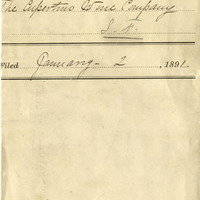 The Cupertino Wine Company
S. F.
Filed January 2, 1891.